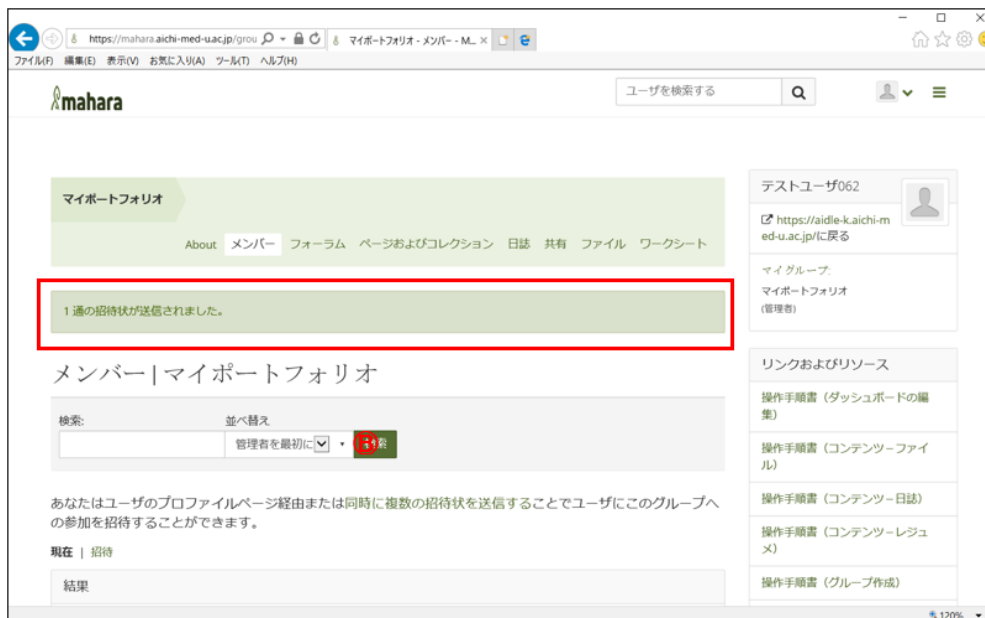 https://mahara.aichi-med-u.ac.jp/grou
マイポートフォリオ - メンバー - M...
ファイル(F) 編集(E) 表示(V) お気に入り(A) ツール(T) ヘルプ(H)
mahara
ユーザを検索する
マイポートフォリオ
About メンバー フォーラム ページおよびコレクション 日誌 共有 ファイル ワークシート
1 通の招待状が送信されました。
メンバー | マイポートフォリオ
検索:
並べ替え
管理者を最初に
索
あなたはユーザのプロファイルページ経由または同時に複数の招待状を送信することでユーザにこのグループへ
の参加を招待することができます。
現在 | 招待
結果
テストユーザ062
https://aidle-k.aichi-m
ed-u.ac.jp/に戻る
マイグループ:
マイポートフォリオ
(管理者)
リンクおよびリソース
操作手順書（ダッシュボードの編
集）
操作手順書（コンテンツ－ファイ
ル）
操作手順書（コンテンツ－日誌）
操作手順書（コンテンツ－レジュ
メ）
操作手順書（グループ作成）
120%